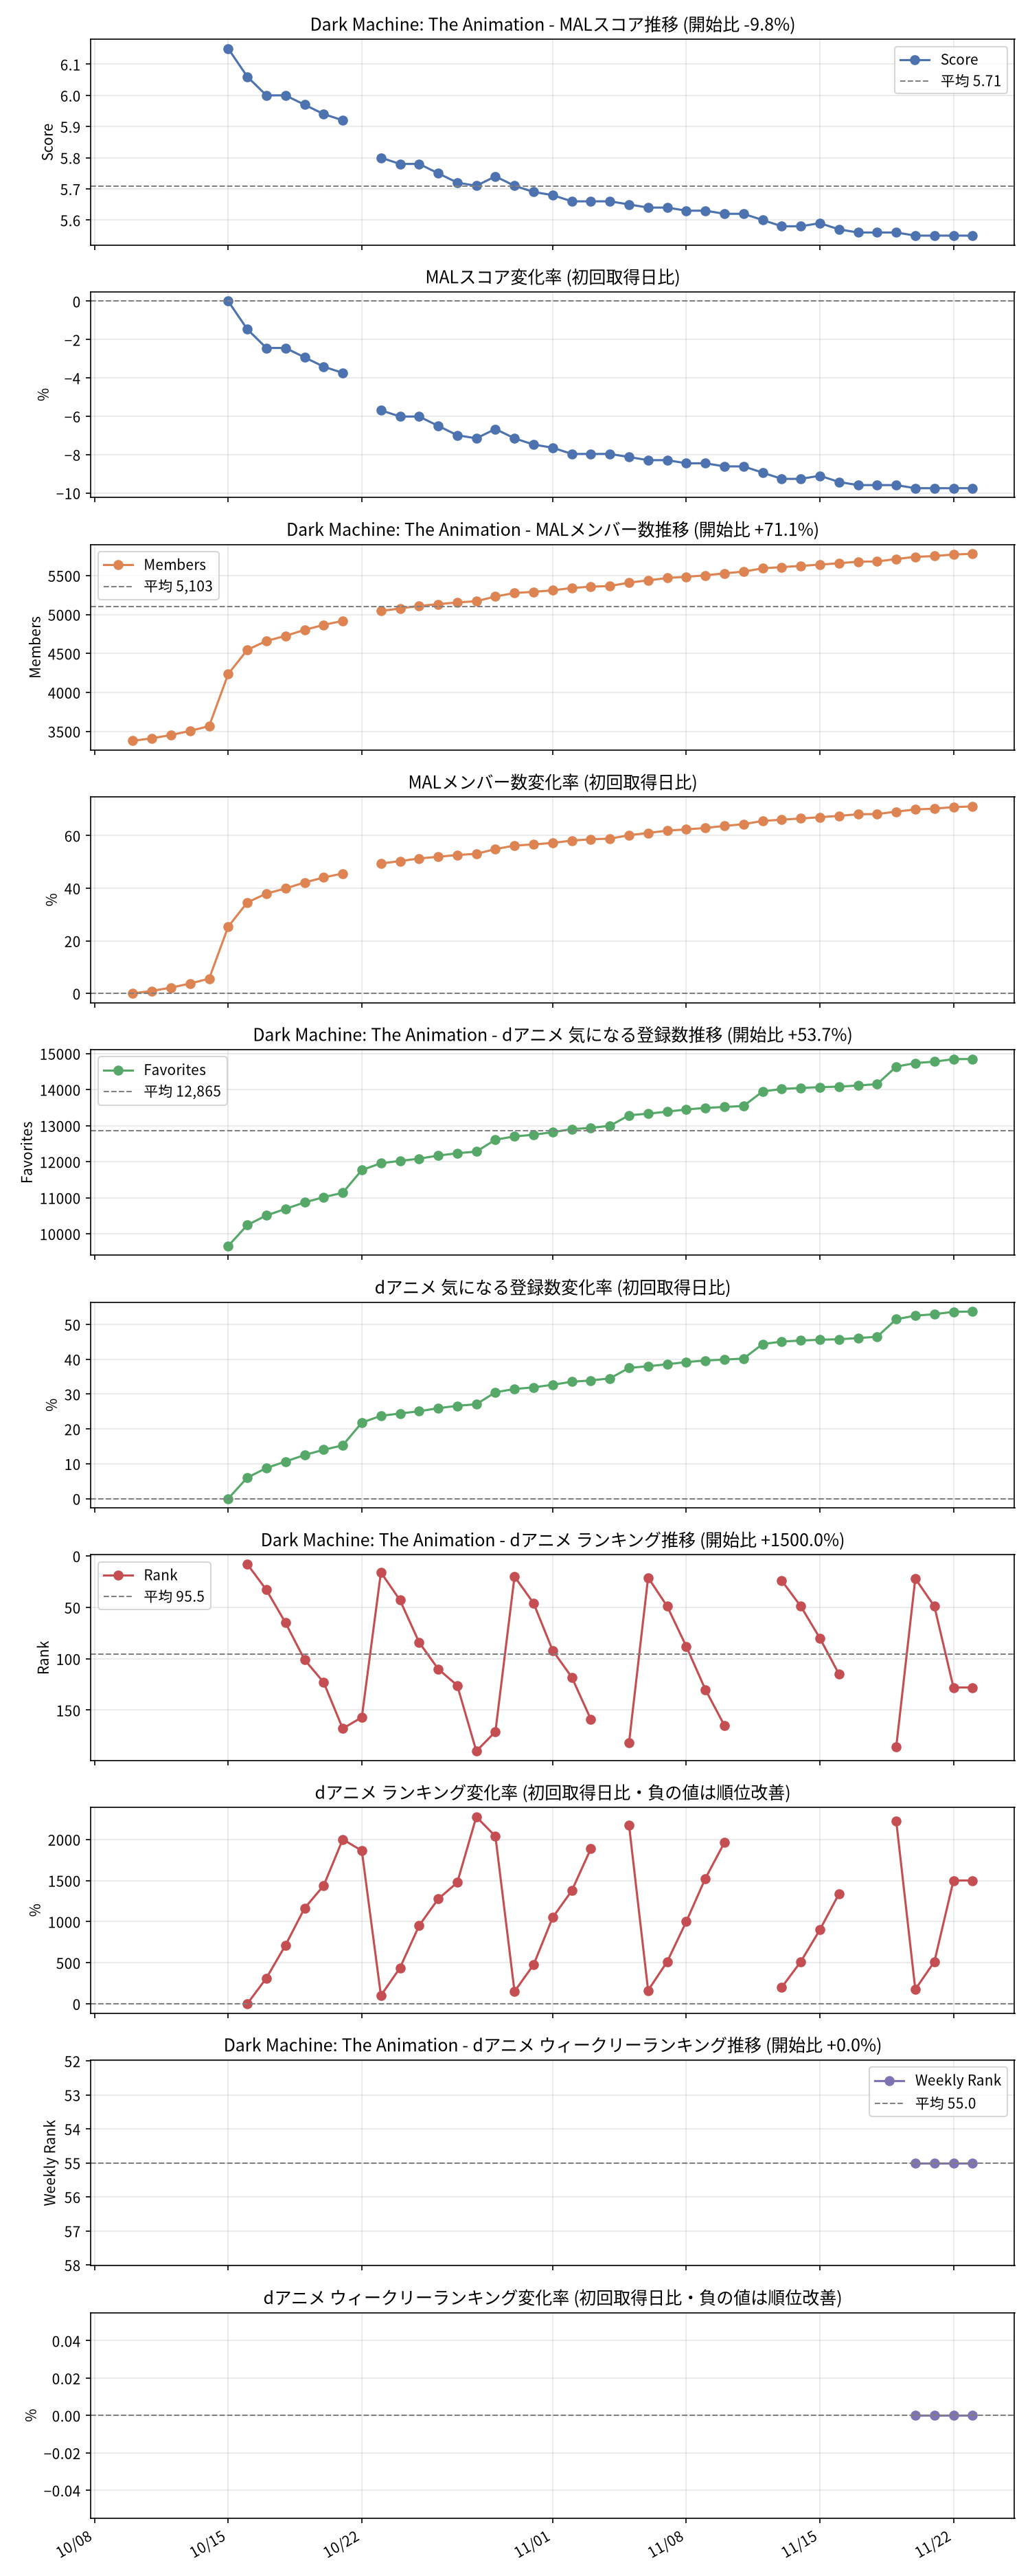 Dark Machine: The Animation - MALスコア推移 (開始比 -9.8%)
Score
平均 5.71
6.1
6.0
5.9
5.8
5.7
5.6
Score
MALスコア変化率 (初回取得日比)
0
−2
−4
−6
−8
−10
%
Dark Machine: The Animation - MALメンバー数推移 (開始比 +71.1%)
Members
平均 5,103
5500
5000
4500
4000
3500
Members
MALメンバー数変化率 (初回取得日比)
60
40
20
0
%
Dark Machine: The Animation - dアニメ 気になる登録数推移 (開始比 +53.7%)
Favorites
平均 12,865
15000
14000
13000
12000
11000
10000
Favorites
dアニメ 気になる登録数変化率 (初回取得日比)
50
40
30
20
10
0
%
Dark Machine: The Animation - dアニメ ランキング推移 (開始比 +1500.0%)
Rank
平均 95.5
0
50
100
150
Rank
dアニメ ランキング変化率 (初回取得日比・負の値は順位改善)
2000
1500
1000
500
0
%
Dark Machine: The Animation - dアニメ ウィークリーランキング推移 (開始比 +0.0%)
Weekly Rank
平均 55.0
52
53
54
55
56
57
58
Weekly Rank
dアニメ ウィークリーランキング変化率 (初回取得日比・負の値は順位改善)
0.04
0.02
0.00
−0.02
−0.04
%
10/08
10/15
10/22
11/01
11/08
11/15
11/22